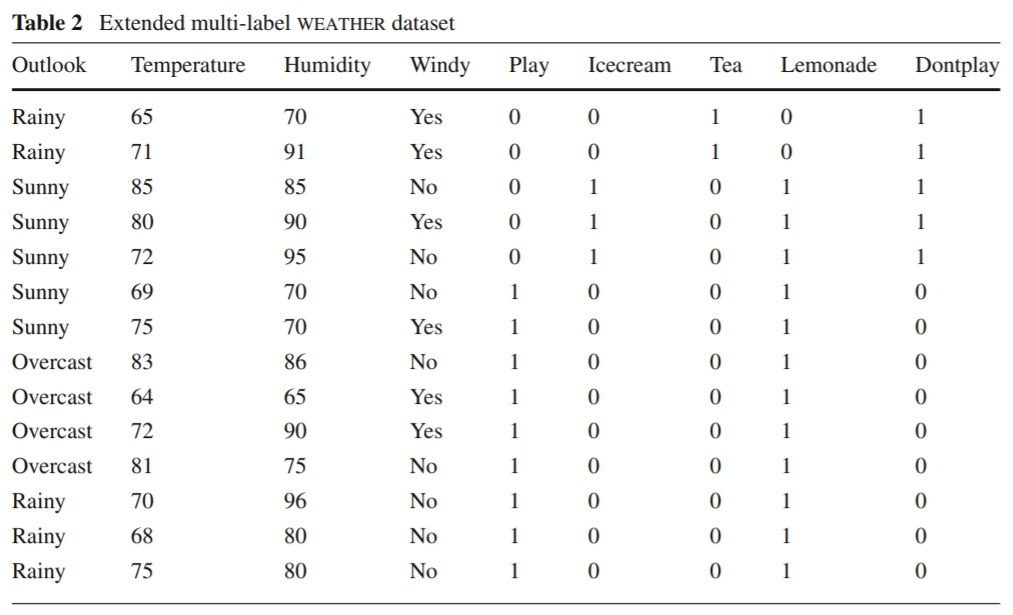 Table 2 Extended multi-label WEATHER dataset
Outlook Temperature Humidity Windy Play Icecream Tea Lemonade Dontplay
Rainy 65 70 Yes 0 0 1 0 1
Rainy 71 91 Yes 0 0 1 0 1
Sunny 85 85 No 0 1 0 1 1
Sunny 80 90 Yes 0 1 0 1 1
Sunny 72 95 No 0 1 0 1 1
Sunny 69 70 No 1 0 0 1 0
Sunny 75 70 Yes 1 0 0 1 0
Overcast 83 86 No 1 0 0 1 0
Overcast 64 65 Yes 1 0 0 1 0
Overcast 72 90 Yes 1 0 0 1 0
Overcast 81 75 No 1 0 0 1 0
Rainy 70 96 No 1 0 0 1 0
Rainy 68 80 No 1 0 0 1 0
Rainy 75 80 No 1 0 0 1 0